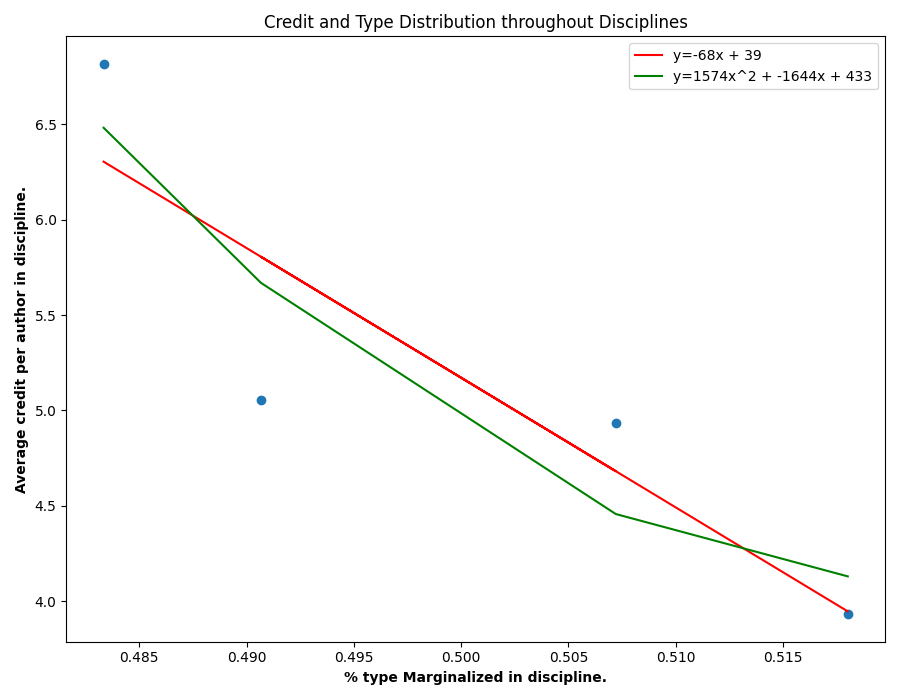 Credit and Type Distribution throughout Disciplines
y=-68x + 39
y=1574x^2 + -1644x + 433
Average credit per author in discipline.
6.5
6.0
5.5
5.0
4.5
4.0
0.485 0.490 0.495 0.500 0.505 0.510 0.515
% type Marginalized in discipline.